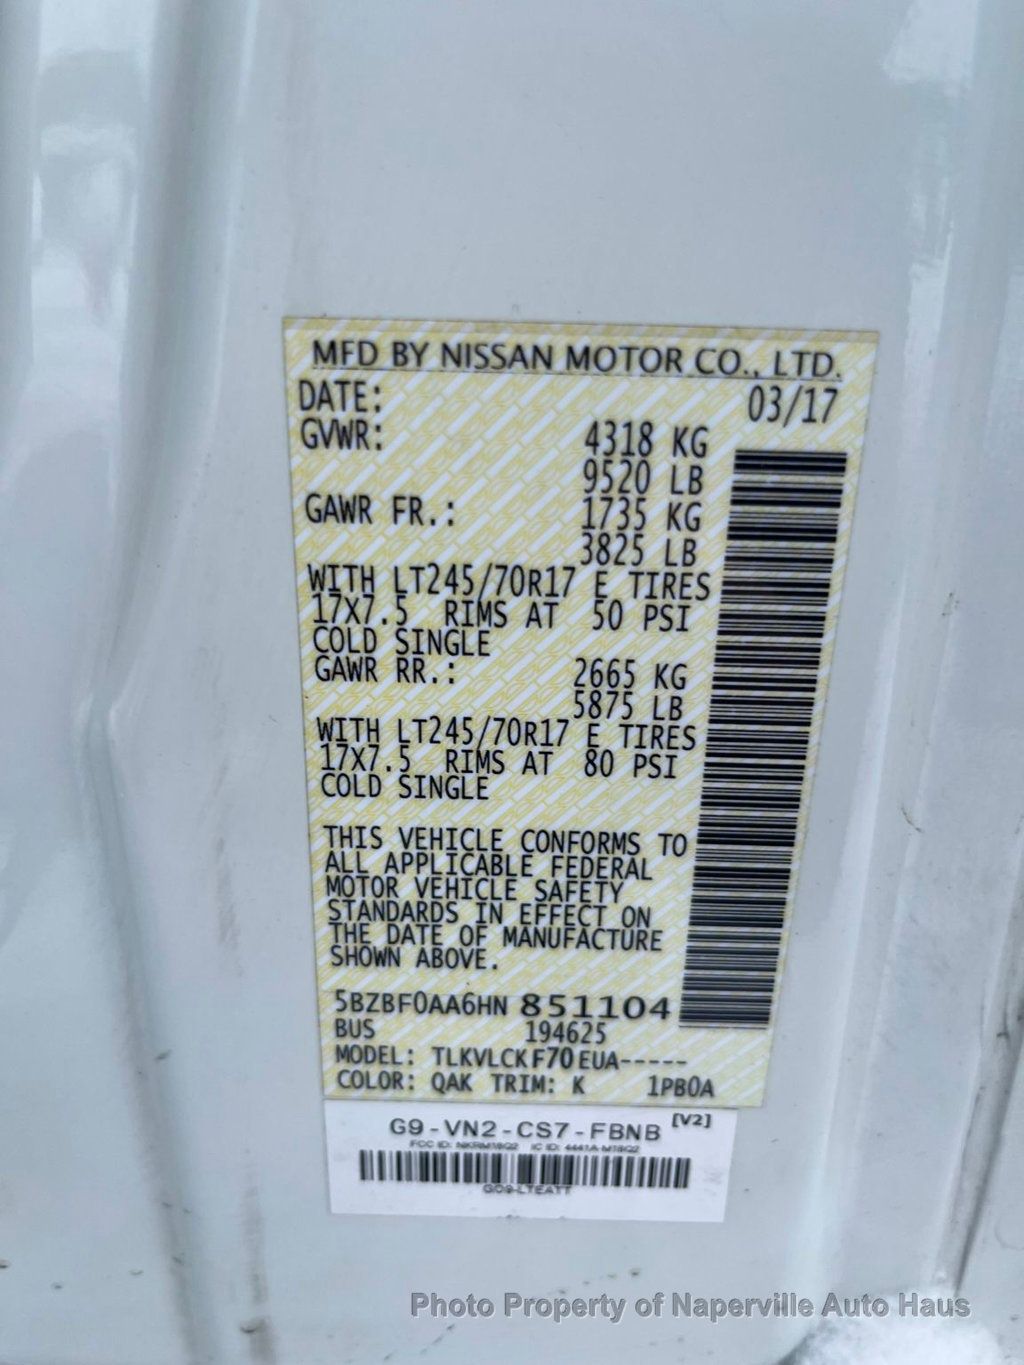 MFD BY NISSAN MOTOR CO., LTD.
DATE: 03/17
GVWR: 4318 KG
9520 LB
GAWR FR.: 1735 KG
3825 LB
WITH LT245/70R17 E TIRES
17X7.5 RIMS AT 50 PSI
COLD SINGLE
GAWR RR.: 2665 KG
5875 LB
WITH LT245/70R17 E TIRES
17X7.5 RIMS AT 80 PSI
COLD SINGLE
THIS VEHICLE CONFORMS TO
ALL APPLICABLE FEDERAL
MOTOR VEHICLE SAFETY
STANDARDS IN EFFECT ON
THE DATE OF MANUFACTURE
SHOWN ABOVE.
5BZBF0AA6HN 851104
BUS 194625
MODEL: TLKVLCKF70EUA-----
COLOR: QAK TRIM: K 1PB0A
G9-VN2-CS7-FBNB [V2]
FCC ID: IC ID:
Photo Property of Naperville Auto Haus